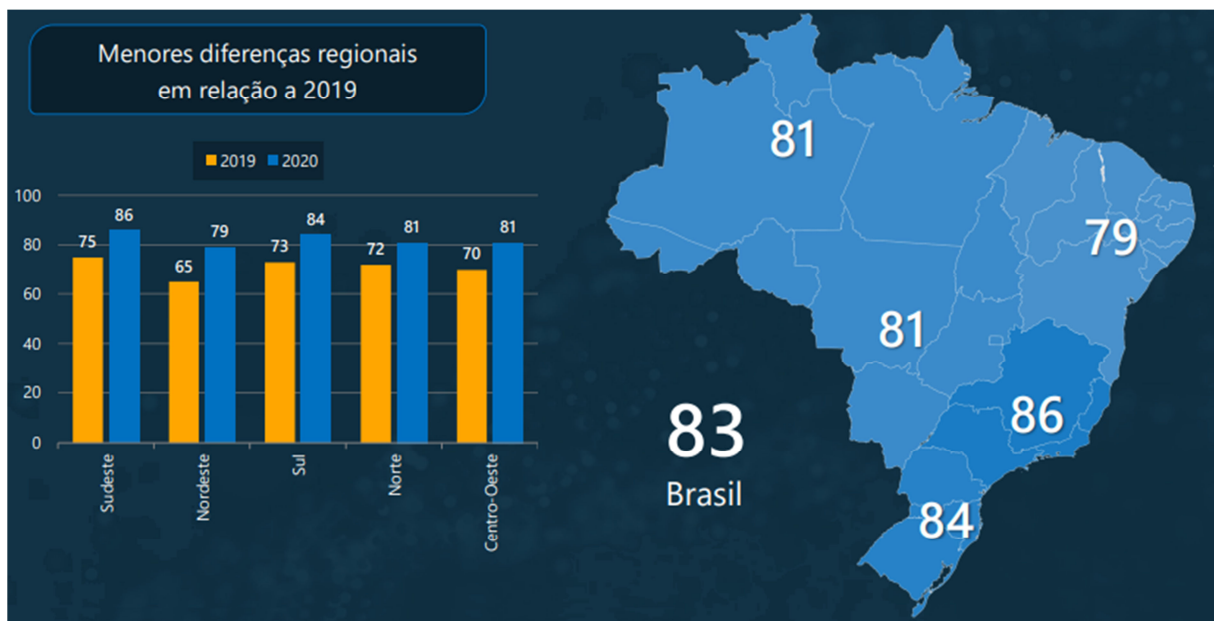 Menores diferenças regionais
em relação a 2019
2019 2020
100
80
60
40
20
0
75 86
65 79
73 84
72 81
70 81
Sudeste
Nordeste
Sul
Norte
Centro-Oeste
81
79
81
86
84
83
Brasil